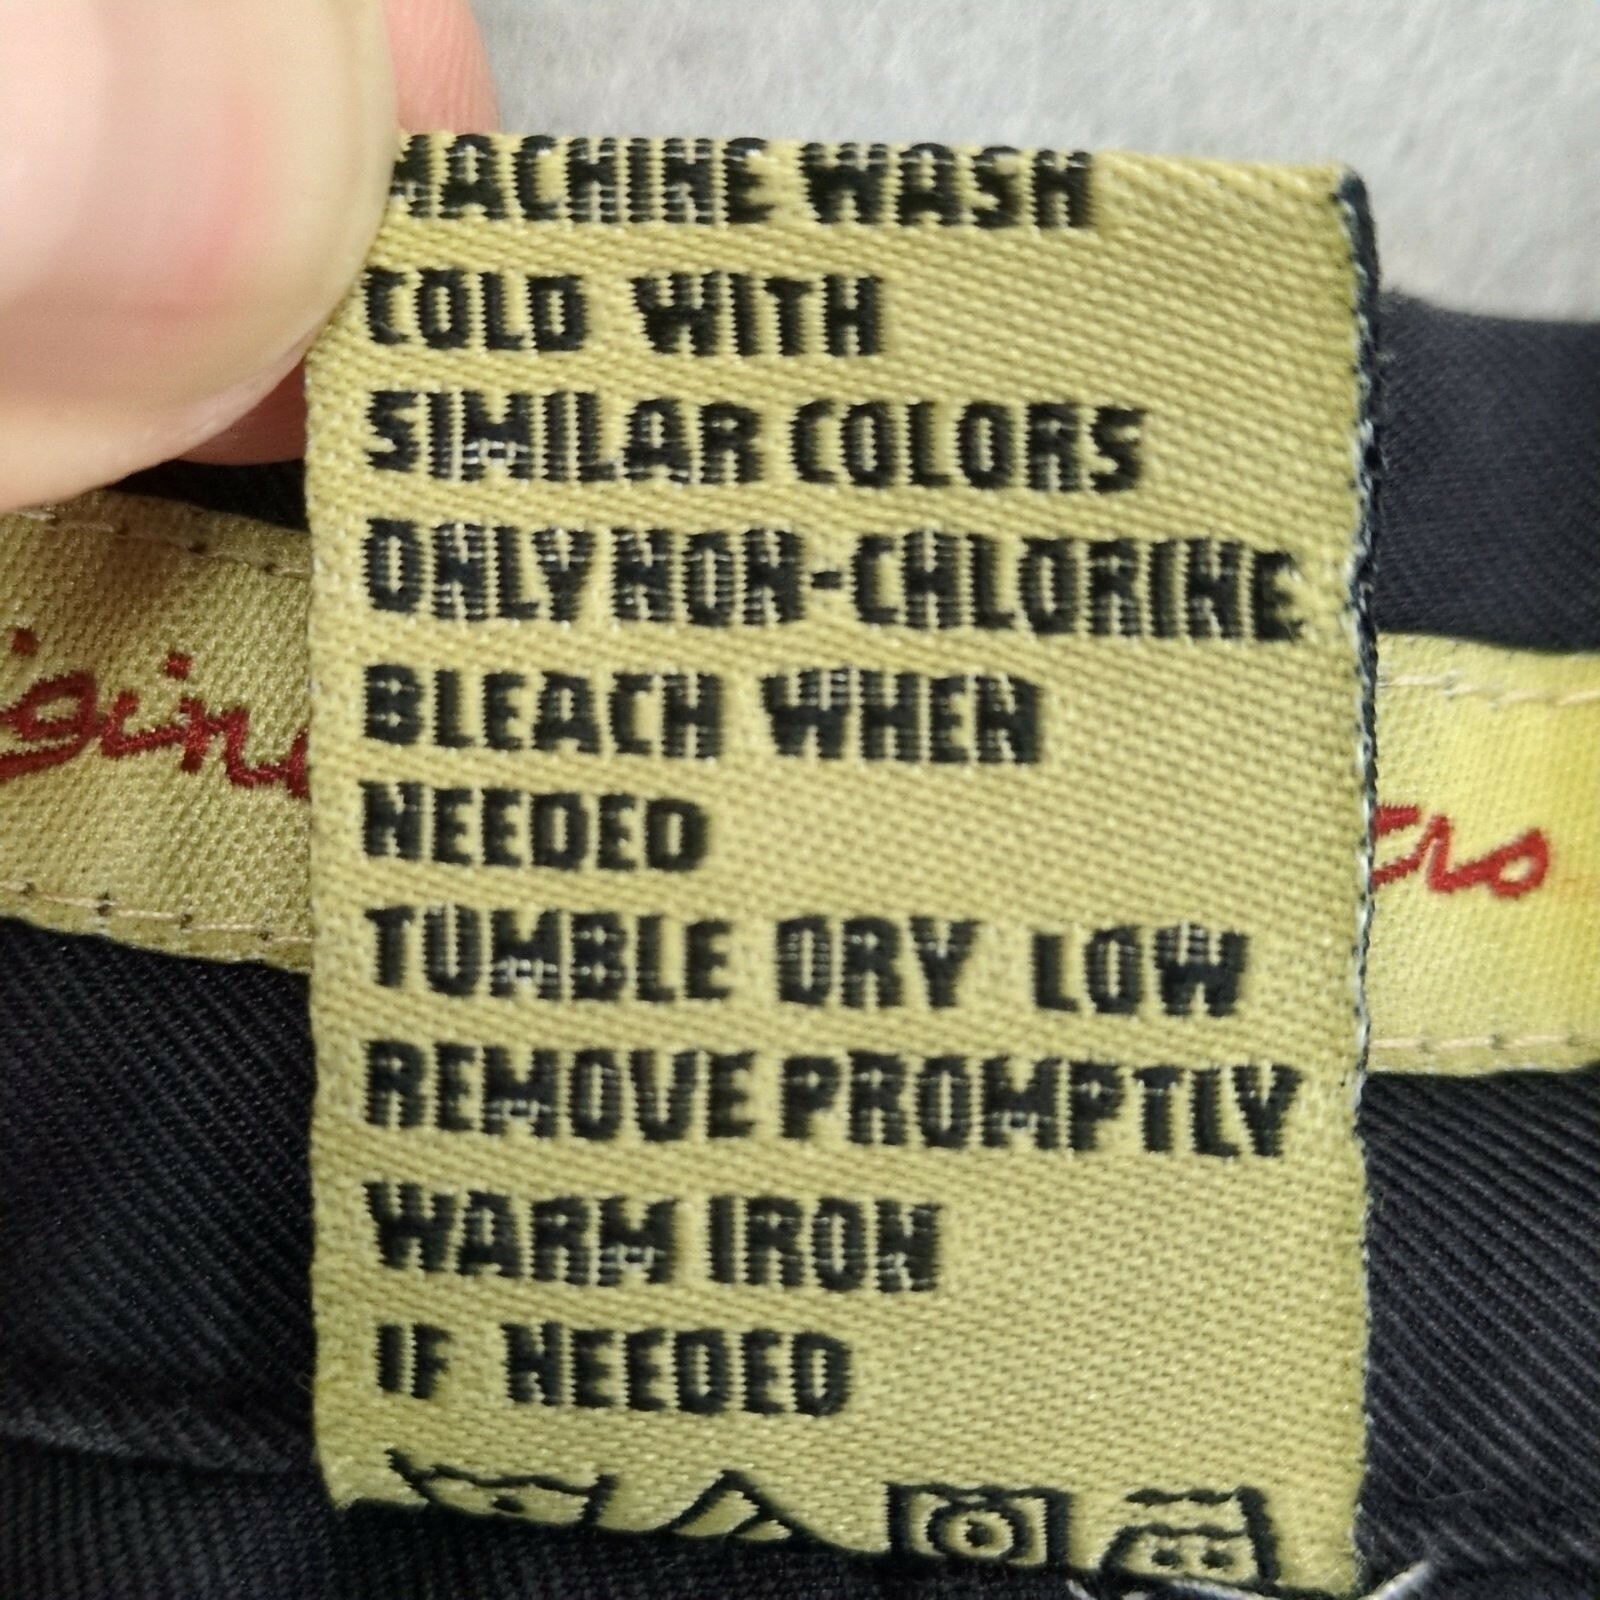 MACHINE WASH
COLD WITH
SIMILAR COLORS
ONLY NON-CHLORINE
BLEACH WHEN
NEEDED
TUMBLE DRY LOW
REMOVE PROMPTLY
WARM IRON
IF NEEDED